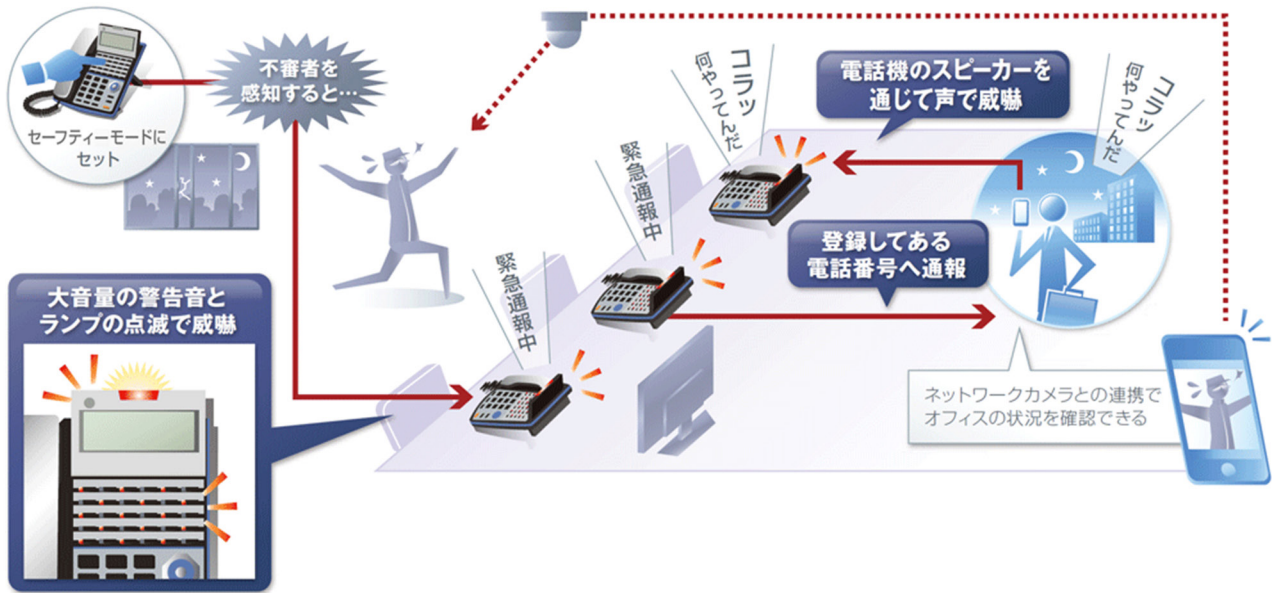 セーフティーモードに
セット
不審者を
感知すると…
大音量の警告音と
ランプの点滅で威嚇
緊急通報中
緊急通報中
コラッ
何やってんだ
電話機のスピーカーを
通じて声で威嚇
コラッ
何やってんだ
登録してある
電話番号へ通報
ネットワークカメラとの連携で
オフィスの状況を確認できる